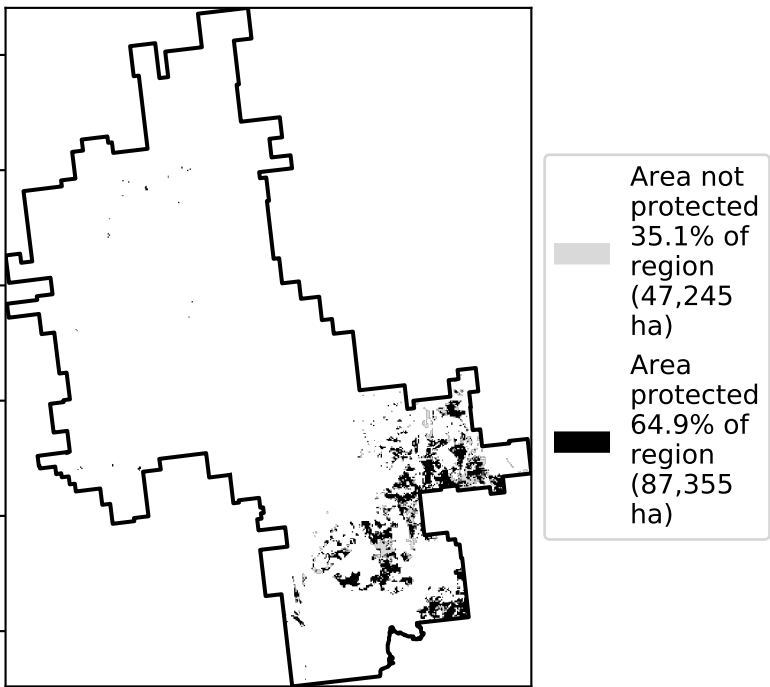 Area not
protected
35.1% of
region
(47,245
ha)
Area
protected
64.9% of
region
(87,355
ha)